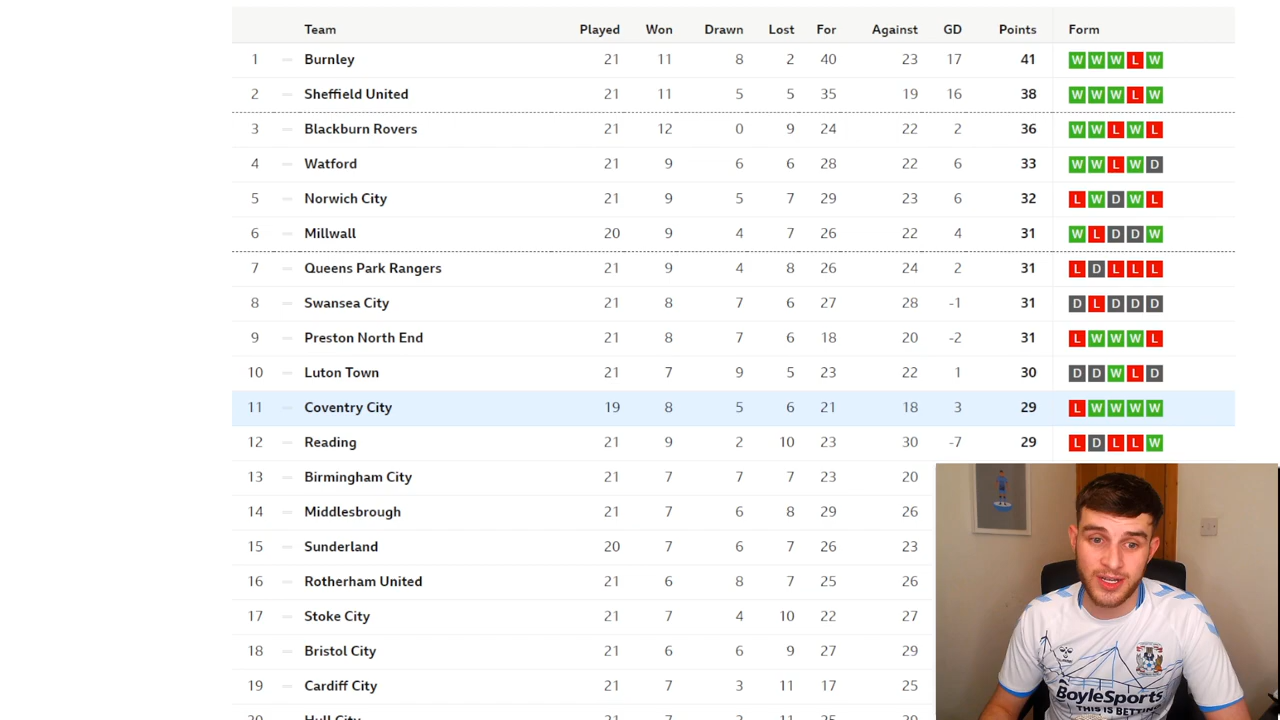 Team Played Won Drawn Lost For Against GD Points Form
1 Burnley 21 11 8 2 40 23 17 41 W W W L W
2 Sheffield United 21 11 5 5 35 19 16 38 W W W L W
3 Blackburn Rovers 21 12 0 9 24 22 2 36 W W L W L
4 Watford 21 9 6 6 28 22 6 33 W W L W D
5 Norwich City 21 9 5 7 29 23 6 32 L W D W L
6 Millwall 20 9 4 7 26 22 4 31 W L D D W
7 Queens Park Rangers 21 9 4 8 26 24 2 31 L D L L L
8 Swansea City 21 8 7 6 27 28 -1 31 D L D D D
9 Preston North End 21 8 7 6 18 20 -2 31 L W W W L
10 Luton Town 21 7 9 5 23 22 1 30 D D W L D
11 Coventry City 19 8 5 6 21 18 3 29 L W W W W
12 Reading 21 9 2 10 23 30 -7 29 L D L L W
13 Birmingham City 21 7 7 7 23 20
14 Middlesbrough 21 7 6 8 29 26
15 Sunderland 20 7 6 7 26 23
16 Rotherham United 21 6 8 7 25 26
17 Stoke City 21 7 4 10 22 27
18 Bristol City 21 6 6 9 27 29
19 Cardiff City 21 7 3 11 17 25
20 Hull City 21 7
BoyleSports
THIS IS BETTING